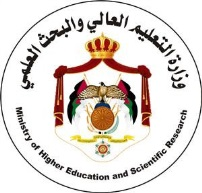 وزارة التعليم العالي والبحث العلمي
Ministry of Higher Education and Scientific Research